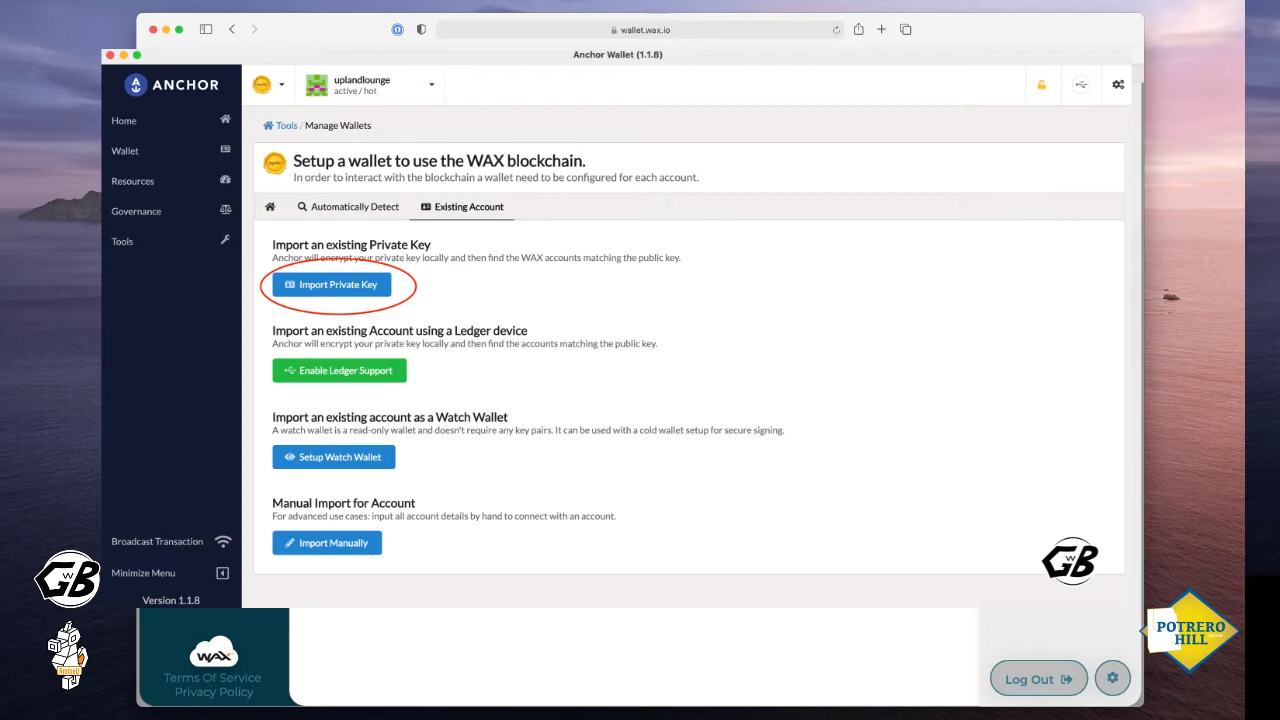 wallet.wax.io
Anchor Wallet (1.1.8)
ANCHOR
uplandlounge
active / hot
Home
Wallet
Resources
Governance
Tools
Tools / Manage Wallets
Setup a wallet to use the WAX blockchain.
In order to interact with the blockchain a wallet need to be configured for each account.
Automatically Detect
Existing Account
Import an existing Private Key
Anchor will encrypt your private key locally and then find the WAX accounts matching the public key.
Import Private Key
Import an existing Account using a Ledger device
Anchor will encrypt your private key locally and then find the accounts matching the public key.
Enable Ledger Support
Import an existing account as a Watch Wallet
A watch wallet is a read-only wallet and doesn't require any key pairs. It can be used with a cold wallet setup for secure signing.
Setup Watch Wallet
Manual Import for Account
For advanced use cases: input all account details by hand to connect with an account.
Import Manually
Broadcast Transaction
Minimize Menu
Version 1.1.8
GWB
GWB
WAX
Terms Of Service
Privacy Policy
Log Out
POTRERO
HILL